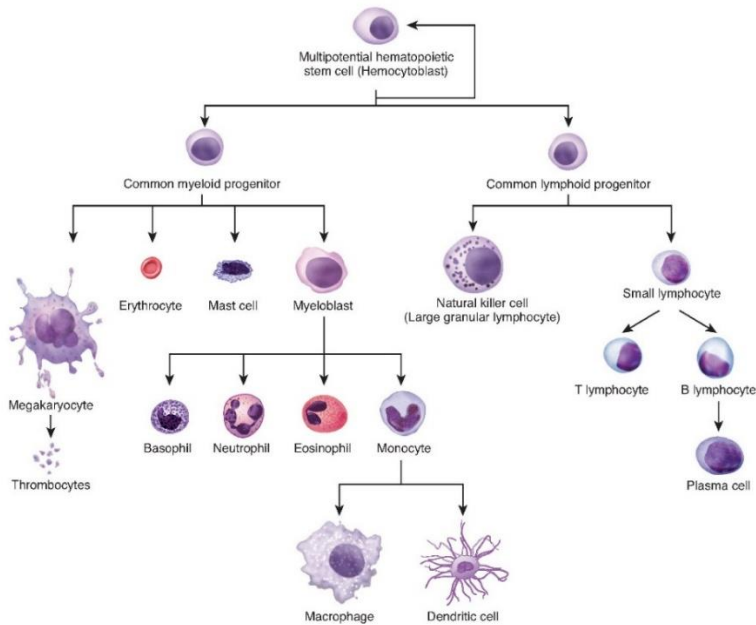 Multipotential hematopoietic
stem cell (Hemocytoblast)
Common myeloid progenitor
Common lymphoid progenitor
Erythrocyte
Mast cell
Myeloblast
Natural killer cell
(Large granular lymphocyte)
Small lymphocyte
Megakaryocyte
Thrombocytes
Basophil
Neutrophil
Eosinophil
Monocyte
T lymphocyte
B lymphocyte
Plasma cell
Macrophage
Dendritic cell